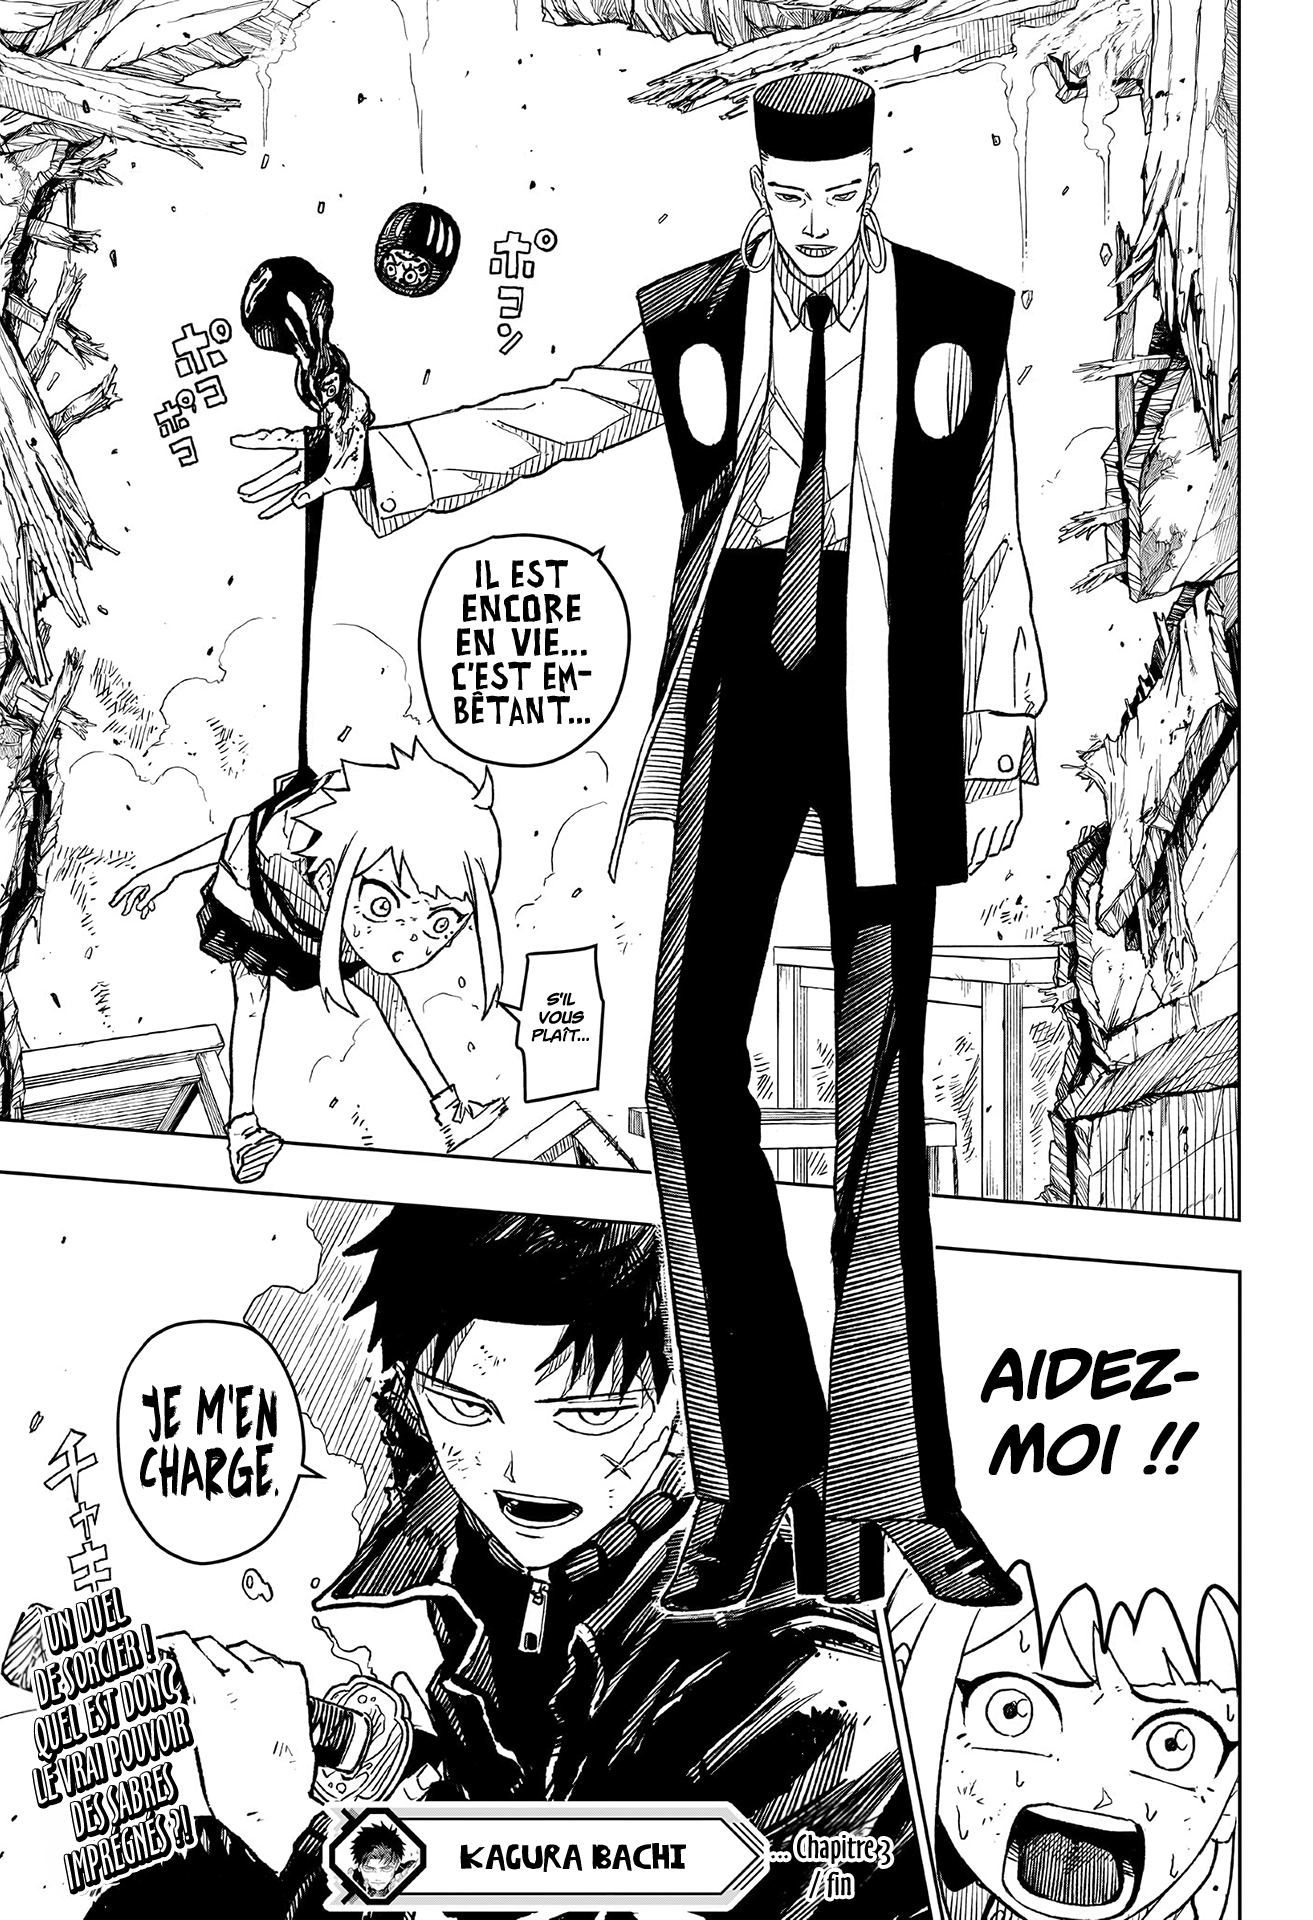 ポコン
ポコ
ポコ
IL EST
ENCORE
EN VIE...
C'EST EM-
BÊTANT...
S'IL
VOUS
PLAÎT...
AIDEZ-
MOI !!
JE M'EN
CHARGE.
チャキ
UN DUEL
DE SORCIER !
QUEL EST DONC
LE VRAI POUVOIR
DES SABRES
IMPRÉGNÉS ?!
KAGURA BACHI
... Chapitre 3
/ fin